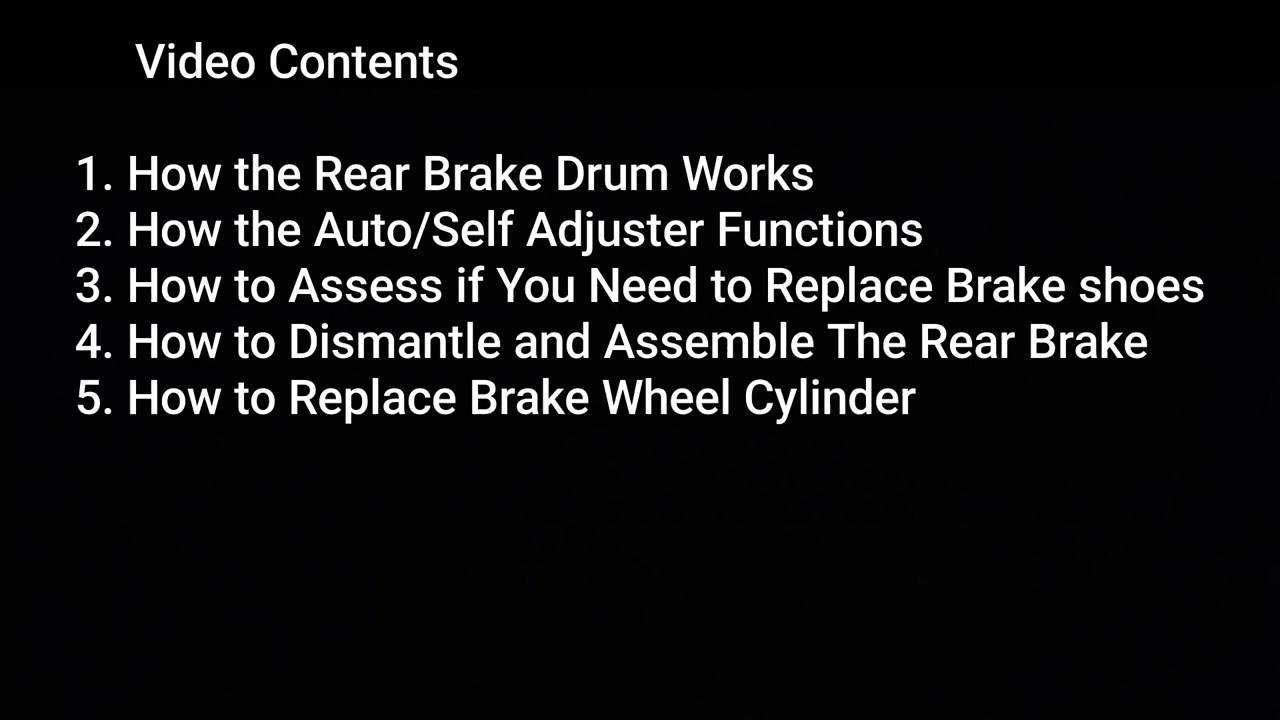 Video Contents
1. How the Rear Brake Drum Works
2. How the Auto/Self Adjuster Functions
3. How to Assess if You Need to Replace Brake shoes
4. How to Dismantle and Assemble The Rear Brake
5. How to Replace Brake Wheel Cylinder